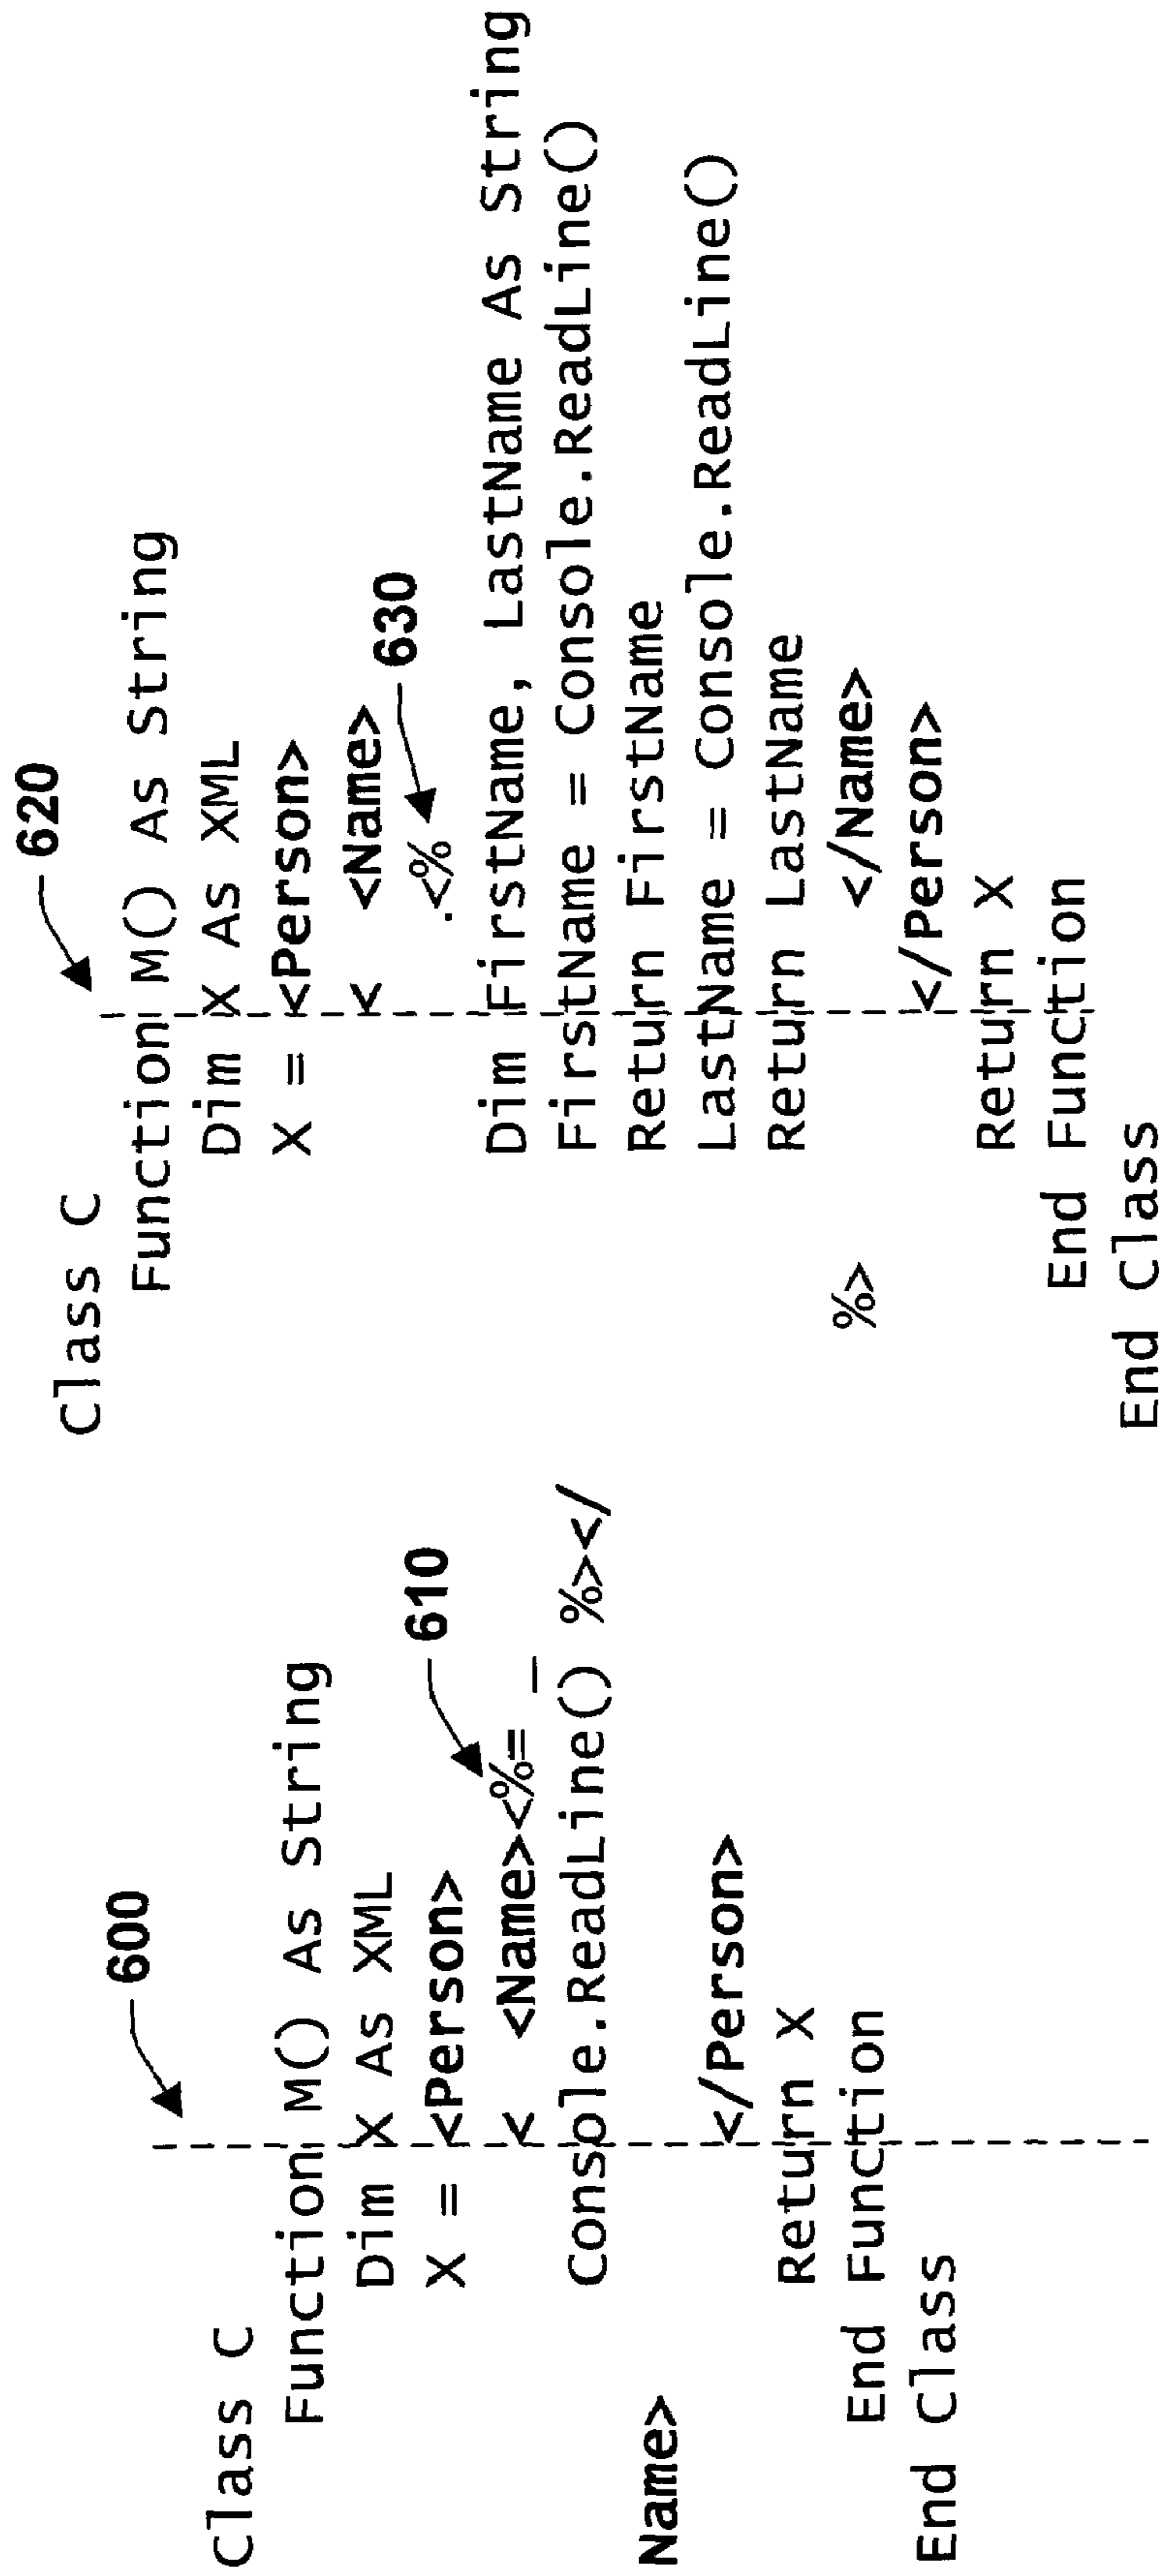 600
Class C
Function M() As String
Dim X As XML
X = <Person>
< <Name><%= _
610
Console.ReadLine() %></
Name>
</Person>
Return X
End Function
End Class
620
Class C
Function M() As String
Dim X As XML
X = <Person>
< <Name>
.<%
630
Dim FirstName, LastName As String
FirstName = Console.ReadLine()
Return FirstName
LastName = Console.ReadLine()
Return LastName
%> </Name>
</Person>
Return X
End Function
End Class